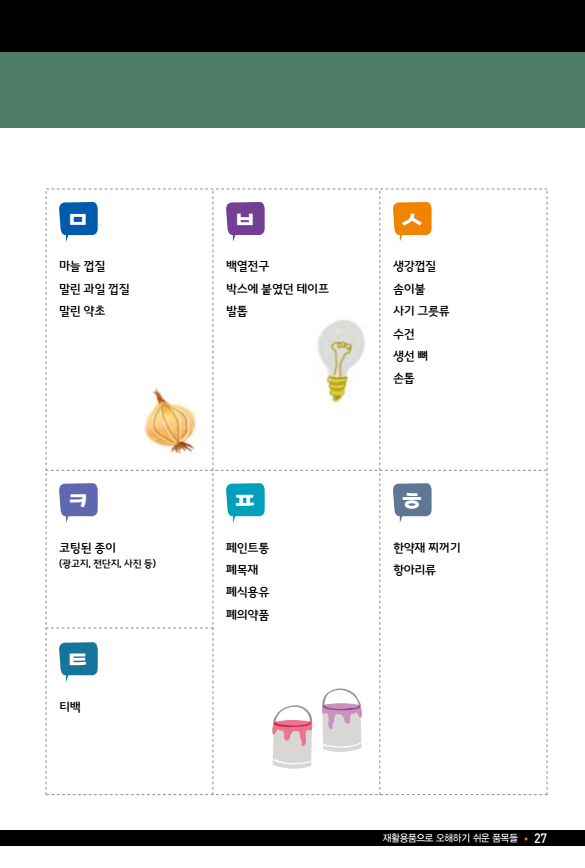 ㅁ
마늘 껍질
말린 과일 껍질
말린 약초
ㅂ
백열전구
박스에 붙였던 테이프
발톱
ㅅ
생강껍질
솜이불
사기 그릇류
수건
생선 뼈
손톱
ㅋ
코팅된 종이
(광고지, 전단지, 사진 등)
ㅌ
티백
ㅍ
페인트통
폐목재
폐식용유
폐의약품
ㅎ
한약재 찌꺼기
항아리류
재활용품으로 오해하기 쉬운 품목들 • 27